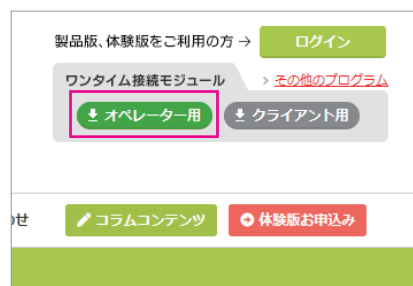 製品版、体験版をご利用の方 →
ログイン
ワンタイム接続モジュール
その他のプログラム
オペレーター用
クライアント用
せ
コラムコンテンツ
体験版お申込み